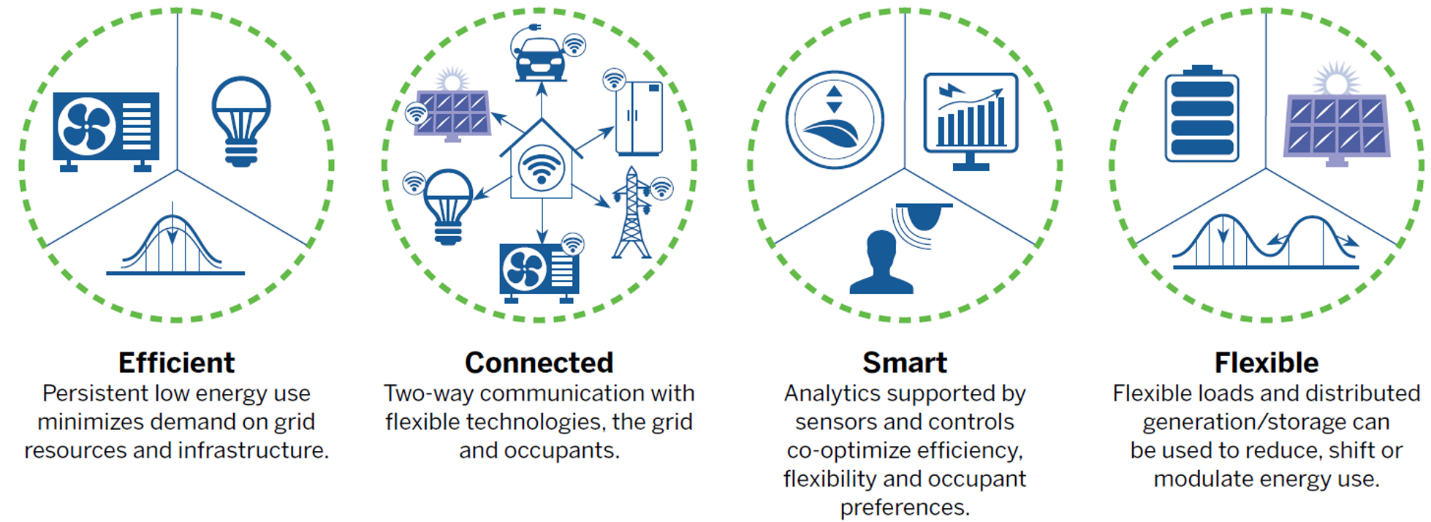 Efficient
Persistent low energy use
minimizes demand on grid
resources and infrastructure.
Connected
Two-way communication with
flexible technologies, the grid
and occupants.
Smart
Analytics supported by
sensors and controls
co-optimize efficiency,
flexibility and occupant
preferences.
Flexible
Flexible loads and distributed
generation/storage can
be used to reduce, shift or
modulate energy use.